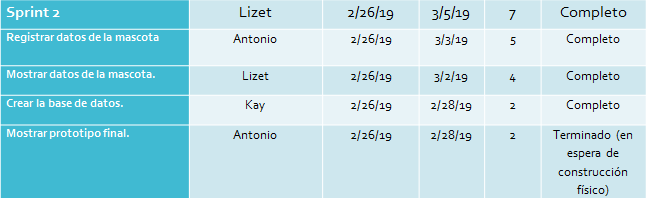 Sprint 2 Lizet 2/26/19 3/5/19 7 Completo
Registrar datos de la mascota Antonio 2/26/19 3/3/19 5 Completo
Mostrar datos de la mascota. Lizet 2/26/19 3/2/19 4 Completo
Crear la base de datos. Kay 2/26/19 2/28/19 2 Completo
Mostrar prototipo final. Antonio 2/26/19 2/28/19 2 Terminado (en
espera de
construcción
físico)